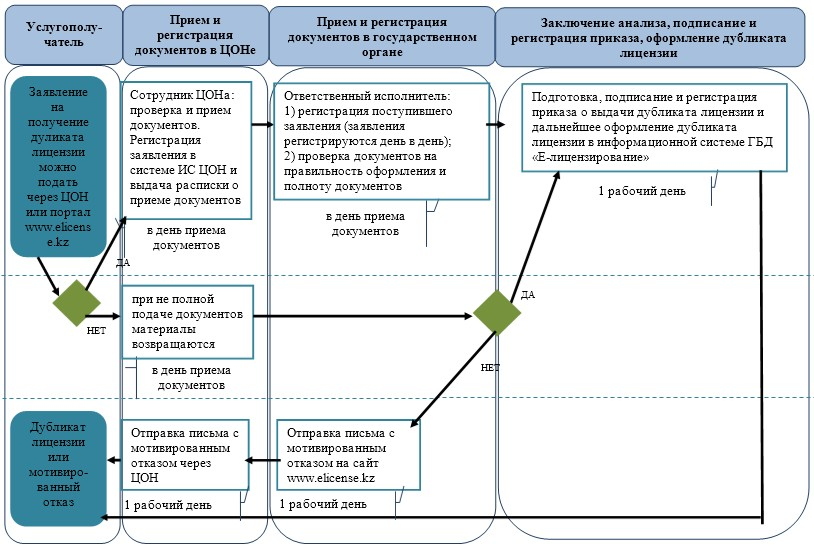 Услугополу-
чатель
Прием и
регистрация
документов в ЦОНе
Прием и регистрация
документов в государственном
органе
Заключение анализа, подписание и
регистрация приказа, оформление дубликата
лицензии
Заявление
на
получение
дуликата
лицензии
можно
подать
через ЦОН
или портал
www.elicens
e.kz
Сотрудник ЦОНа:
проверка и прием
документов.
Регистрация
заявления в
системе ИС ЦОН и
выдача расписки о
приеме документов
Ответственный исполнитель:
1) регистрация поступившего
заявления (заявления
регистрируются день в день);
2) проверка документов на
правильность оформления и
полноту документов
Подготовка, подписание и регистрация
приказа о выдачи дубликата лицензии и
дальнейшее оформление дубликата
лицензии в информационной системе ГБД
«Е-лицензирование»
1 рабочий день
в день приема
документов
в день приема
документов
ДА
НЕТ
при не полной
подаче документов
материалы
возвращаются
в день приема
документов
ДА
НЕТ
Дубликат
лицензии
или
мотивиро-
ванный
отказ
Отправка письма с
мотивированным
отказом через
ЦОН
Отправка письма с
мотивированным
отказом на сайт
www.elicense.kz
1 рабочий день
1 рабочий день